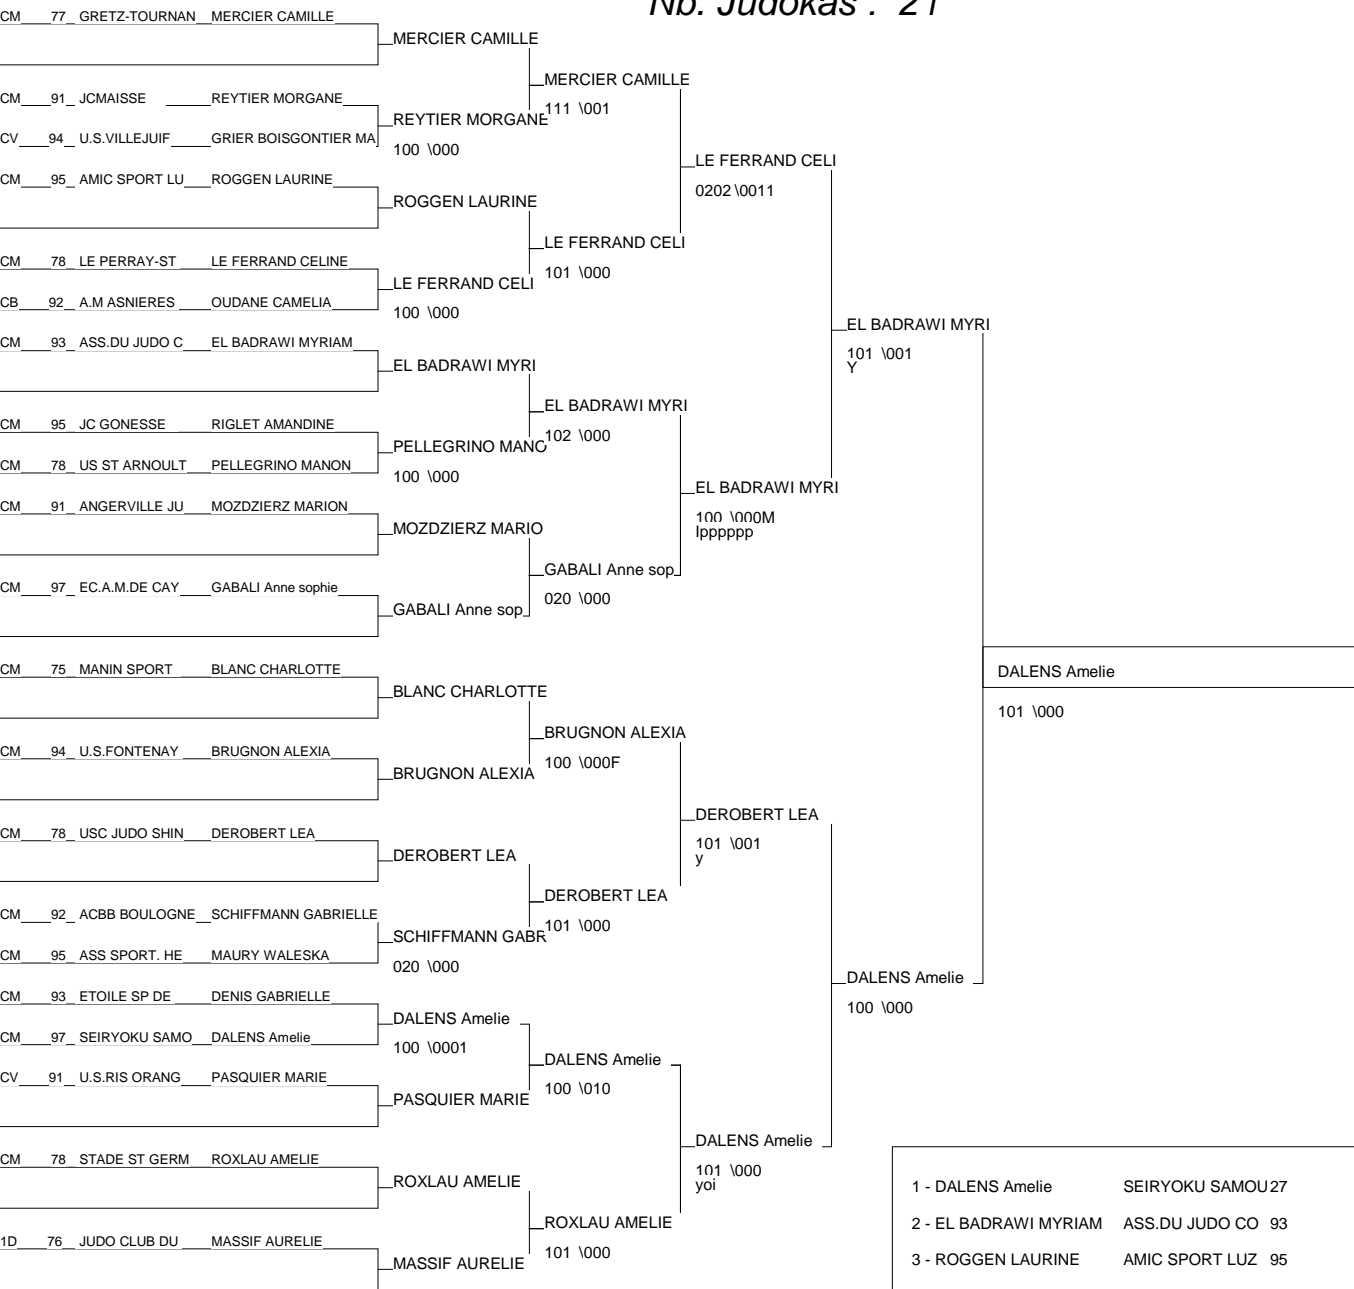 Nb. Judokas : 21
CM 77 GRETZ-TOURNAN MERCIER CAMILLE
MERCIER CAMILLE
MERCIER CAMILLE
CM 91 JCMAISSE REYTIER MORGANE
111 \001
REYTIER MORGANE
CV 94 U.S.VILLEJUIF GRIER BOISGONTIER MA
100 \000
LE FERRAND CELI
CM 95 AMIC SPORT LU ROGGEN LAURINE
0202 \0011
ROGGEN LAURINE
LE FERRAND CELI
CM 78 LE PERRAY-ST LE FERRAND CELINE
101 \000
LE FERRAND CELI
CB 92 A.M ASNIERES OUDANE CAMELIA
100 \000
EL BADRAWI MYRI
CM 93 ASS.DU JUDO C EL BADRAWI MYRIAM
101 \001
Y
EL BADRAWI MYRI
EL BADRAWI MYRI
CM 95 JC GONESSE RIGLET AMANDINE
102 \000
PELLEGRINO MANO
CM 78 US ST ARNOULT PELLEGRINO MANON
100 \000
EL BADRAWI MYRI
CM 91 ANGERVILLE JU MOZDZIERZ MARION
100 \000M
Ipppppp
MOZDZIERZ MARIO
GABALI Anne sop
CM 97 EC.A.M.DE CAY GABALI Anne sophie
020 \000
GABALI Anne sop
CM 75 MANIN SPORT BLANC CHARLOTTE
DALENS Amelie
BLANC CHARLOTTE
101 \000
BRUGNON ALEXIA
CM 94 U.S.FONTENAY BRUGNON ALEXIA
100 \000F
BRUGNON ALEXIA
DEROBERT LEA
CM 78 USC JUDO SHIN DEROBERT LEA
101 \001
y
DEROBERT LEA
DEROBERT LEA
CM 92 ACBB BOULOGNE SCHIFFMANN GABRIELLE
101 \000
SCHIFFMANN GABR
CM 95 ASS SPORT. HE MAURY WALESKA
020 \000
DALENS Amelie
CM 93 ETOILE SP DE DENIS GABRIELLE
100 \000
DALENS Amelie
CM 97 SEIRYOKU SAMO DALENS Amelie
100 \0001
DALENS Amelie
CV 91 U.S.RIS ORANG PASQUIER MARIE
100 \010
PASQUIER MARIE
DALENS Amelie
CM 78 STADE ST GERM ROXLAU AMELIE
101 \000
yoi
ROXLAU AMELIE
1 - DALENS Amelie SEIRYOKU SAMOU 27
ROXLAU AMELIE
2 - EL BADRAWI MYRIAM ASS.DU JUDO CO 93
1D 76 JUDO CLUB DU MASSIF AURELIE
101 \000
MASSIF AURELIE
3 - ROGGEN LAURINE AMIC SPORT LUZ 95